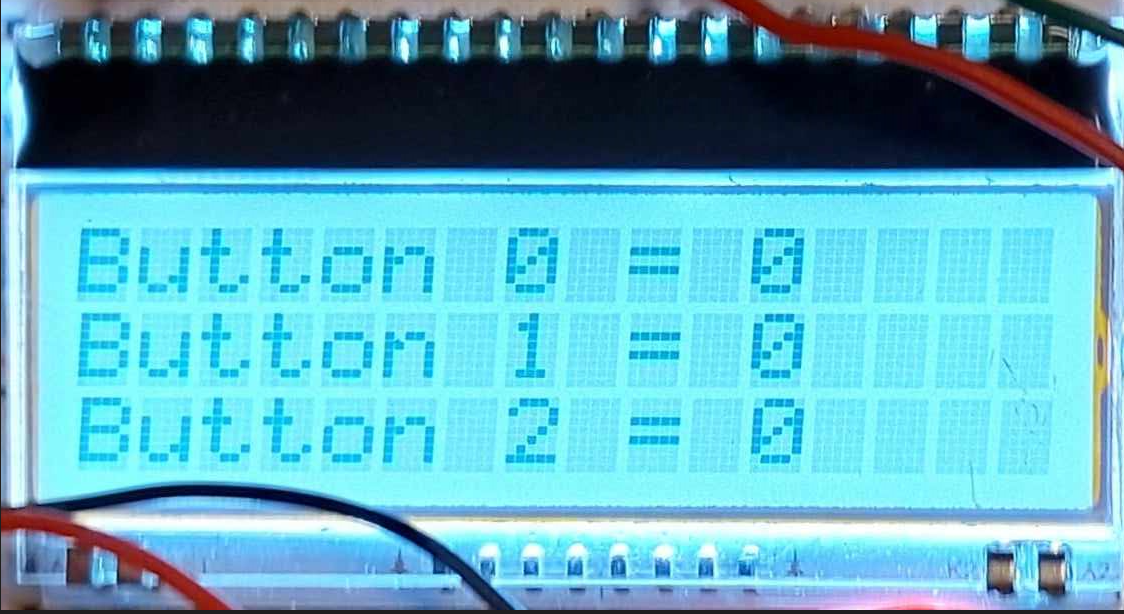 Button 0 = 0
Button 1 = 0
Button 2 = 0